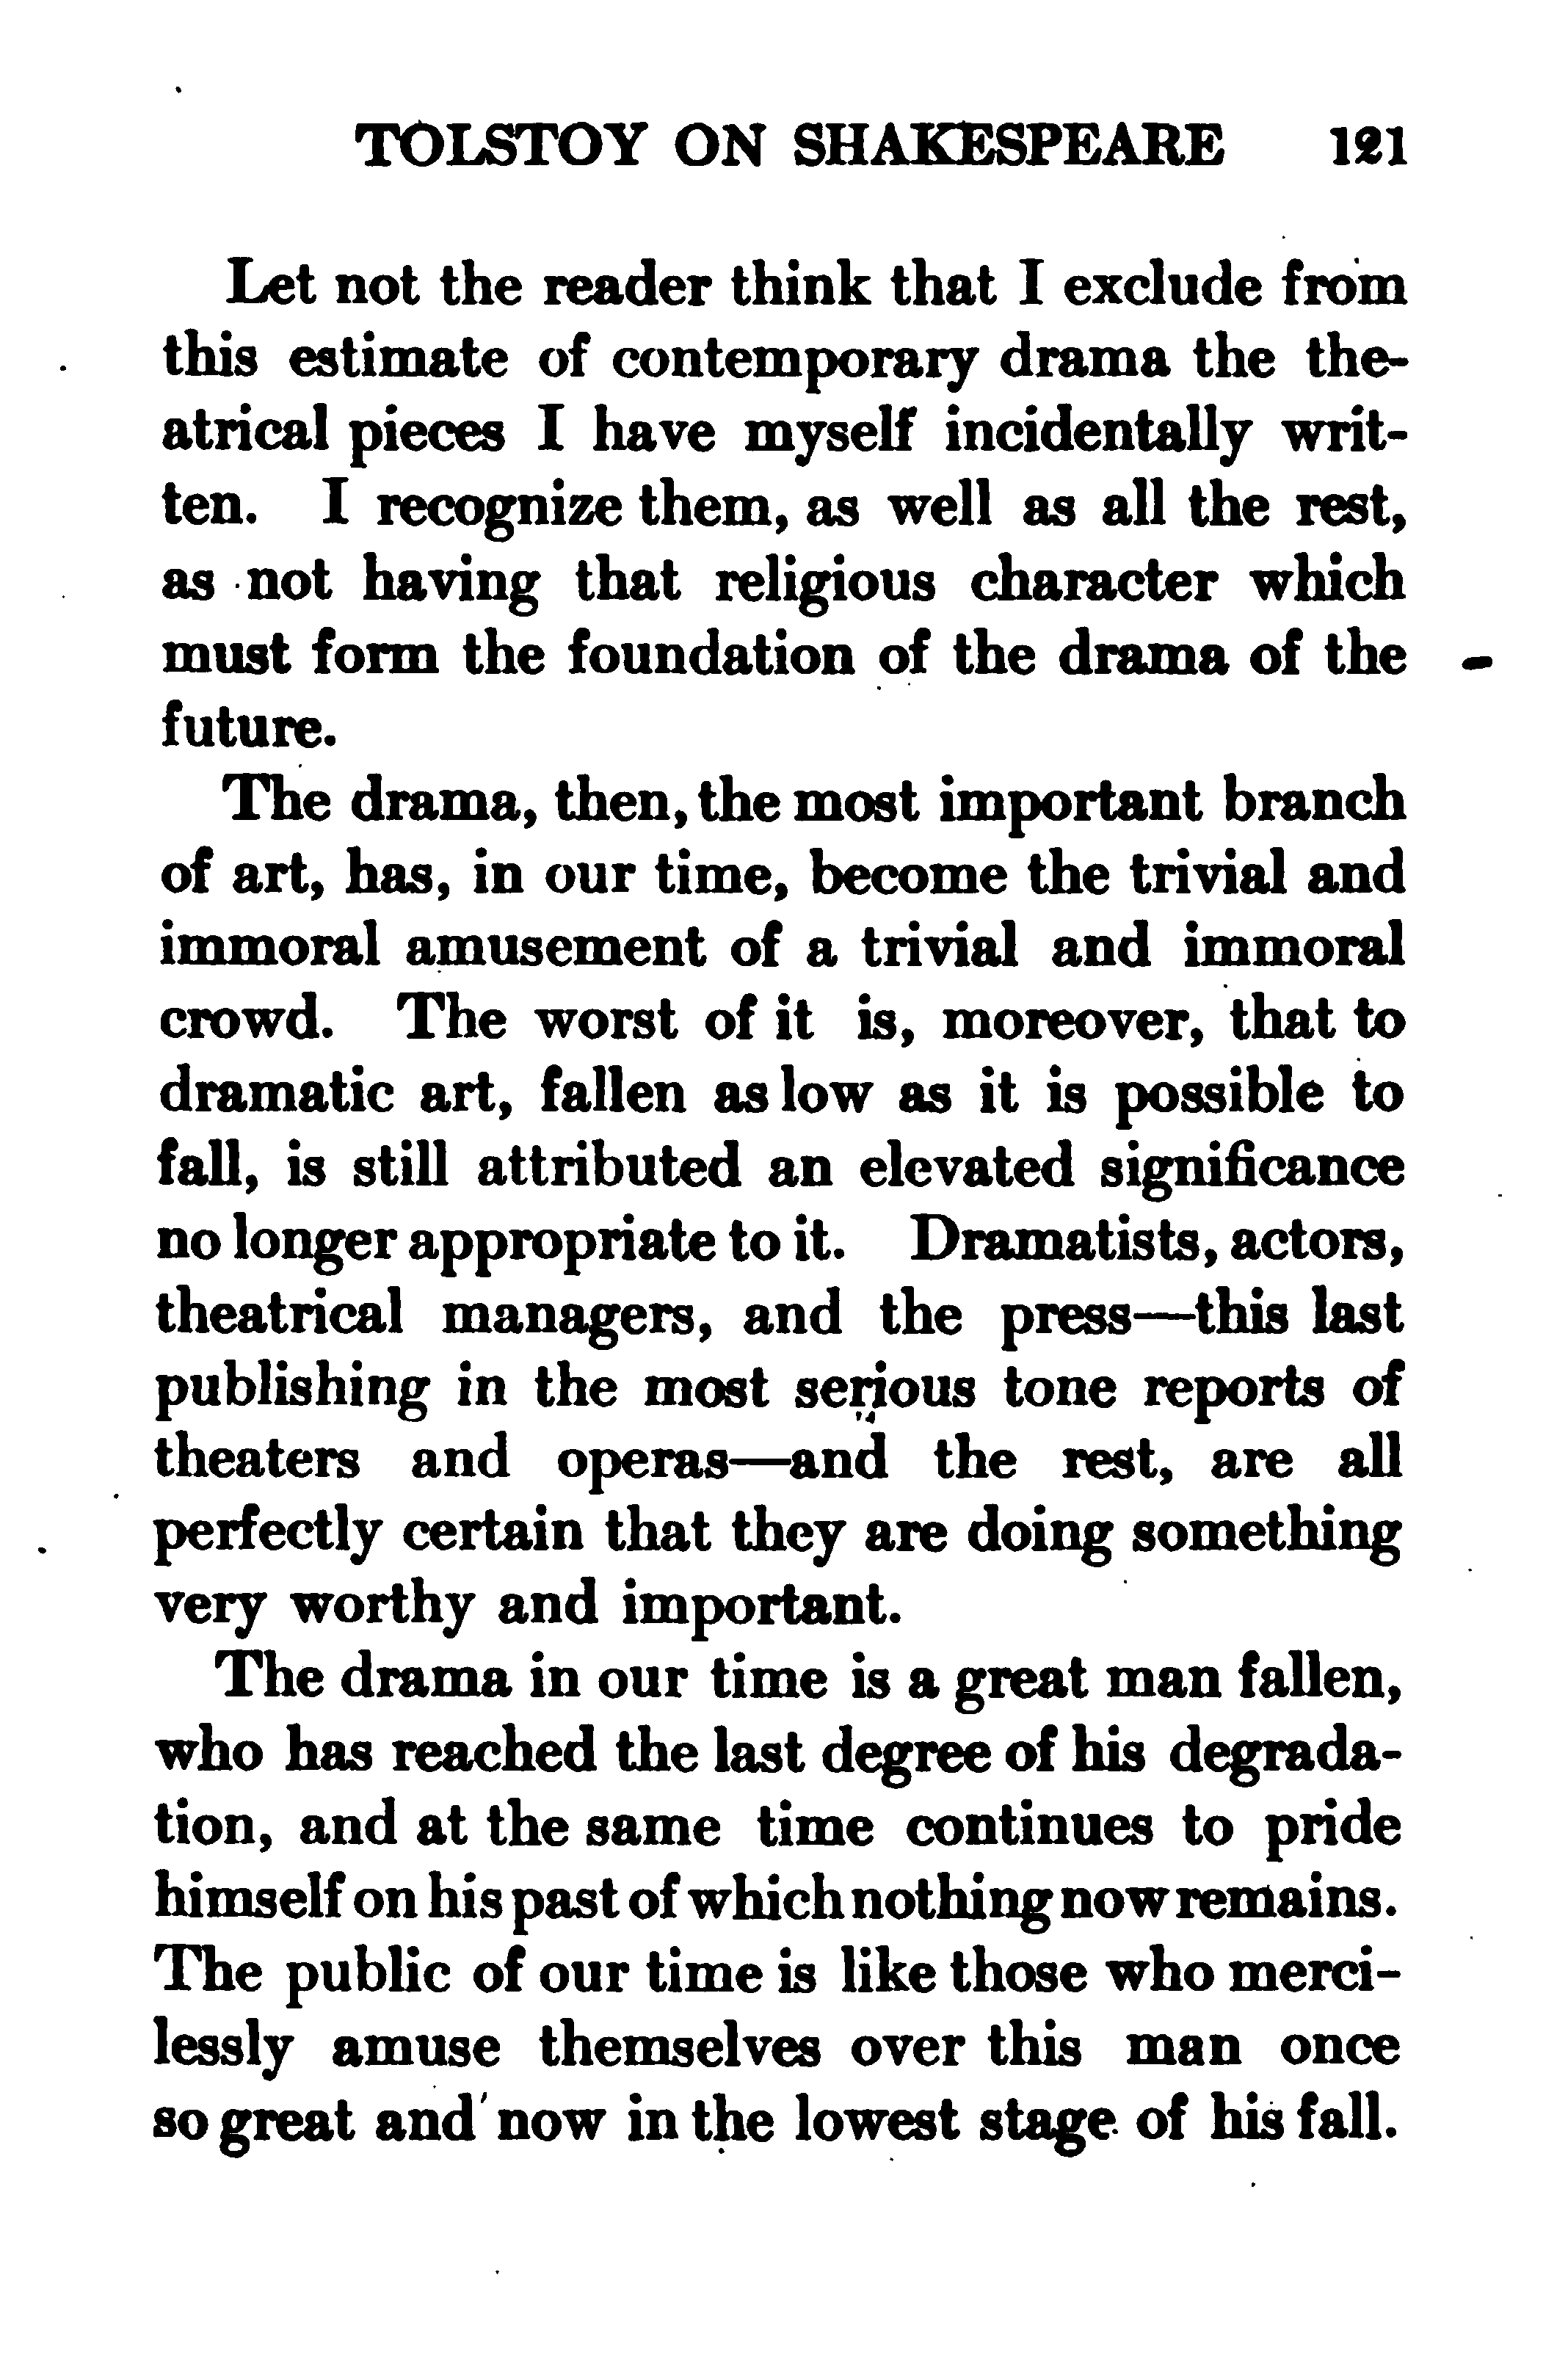 TOLSTOY ON SHAKESPEARE 121
Let not the reader think that I exclude from
this estimate of contemporary drama the the-
atrical pieces I have myself incidentally writ-
ten. I recognize them, as well as all the rest,
as not having that religious character which
must form the foundation of the drama of the
future.
The drama, then, the most important branch
of art, has, in our time, become the trivial and
immoral amusement of a trivial and immoral
crowd. The worst of it is, moreover, that to
dramatic art, fallen as low as it is possible to
fall, is still attributed an elevated significance
no longer appropriate to it. Dramatists, actors,
theatrical managers, and the press—this last
publishing in the most serious tone reports of
theaters and operas—and the rest, are all
perfectly certain that they are doing something
very worthy and important.
The drama in our time is a great man fallen,
who has reached the last degree of his degrada-
tion, and at the same time continues to pride
himself on his past of which nothing now remains.
The public of our time is like those who merci-
lessly amuse themselves over this man once
so great and now in the lowest stage of his fall.